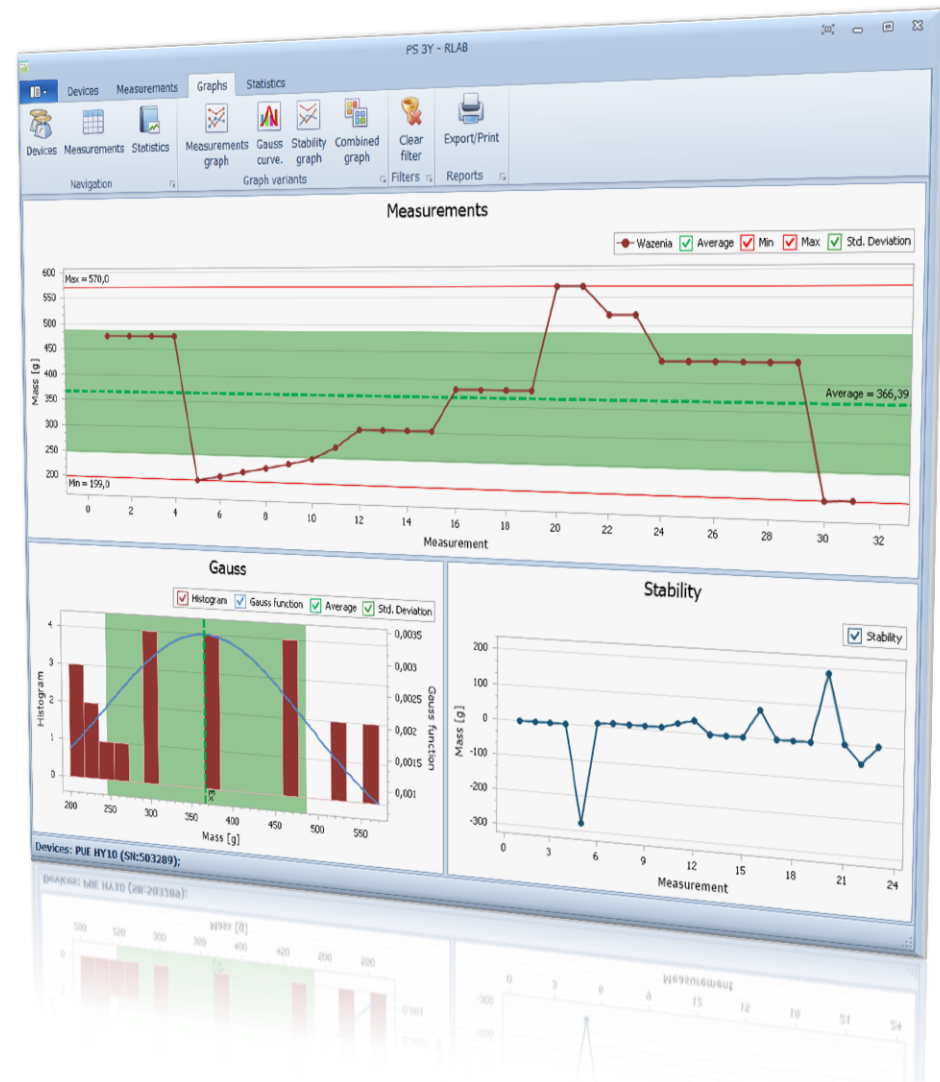 PS 3Y - RLAB
Devices Measurements Graphs Statistics
Devices Measurements Statistics Measurements graph Gauss curve. Stability graph Combined graph Clear filter Export/Print
Navigation Graph variants Filters Reports
Measurements
Wazenia Average Min Max Std. Deviation
Mass [g]
600
550
500
450
400
350
300
250
200
Max = 570,0
Average = 366,39
Min = 199,0
0 2 4 6 8 10 12 14 16 18 20 22 24 26 28 30 32
Measurement
Gauss
Histogram Gauss function Average Std. Deviation
Histogram
4
3
2
1
0
0,0035
0,003
0,0025
0,002
0,0015
0,001
Gauss function
Ex
200 250 300 350 400 450 500 550
Mass [g]
Stability
Stability
Mass [g]
200
100
0
-100
-200
-300
0 3 6 9 12 15 18 21 24
Measurement
Devices: PUE HY10 (SN:503289);